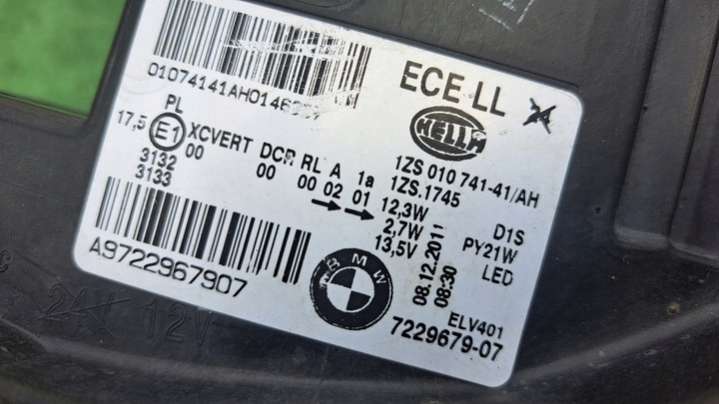 ECE LL
01074141AH0146
HELLA
PL
17,5 E1 XCVERT DCR RL A 1a
00 00 00 02 01
3132
3133
1ZS 010 741-41/AH
1ZS.1745
12,3W D1S
2,7W PY21W
13,5V LED
08.12.2011
08:30
BMW
A9722967907
ELV401
7229679-07
24X 12V